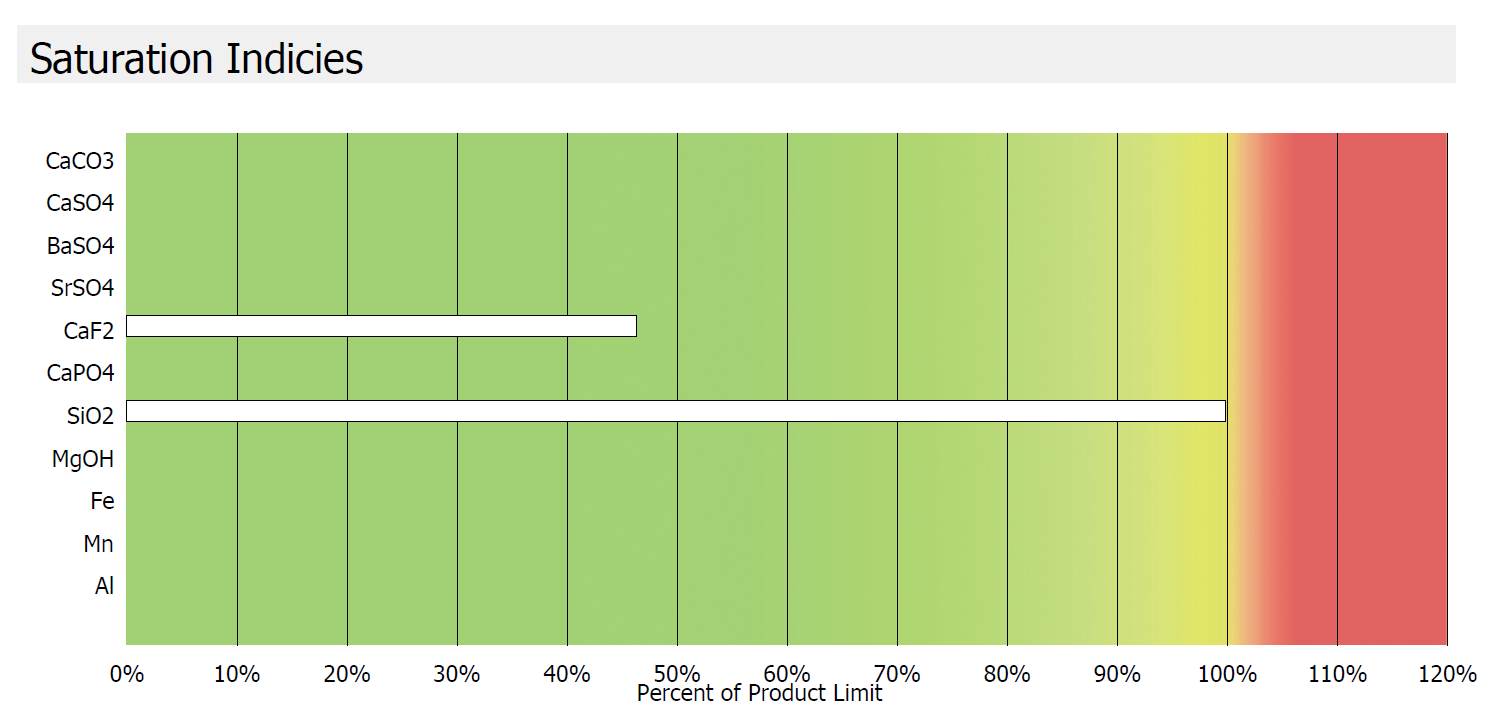 Saturation Indicies
CaCO3
CaSO4
BaSO4
SrSO4
CaF2
CaPO4
SiO2
MgOH
Fe
Mn
Al
0% 10% 20% 30% 40% 50% 60% 70% 80% 90% 100% 110% 120%
Percent of Product Limit